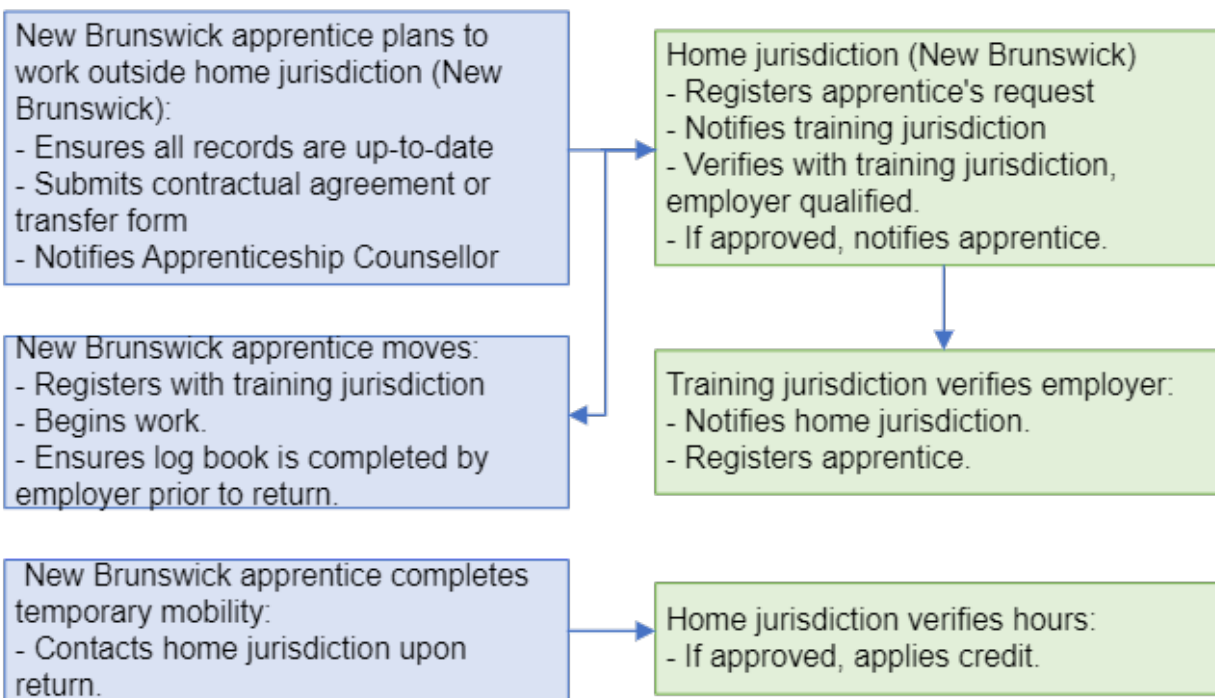 New Brunswick apprentice plans to
work outside home jurisdiction (New
Brunswick):
- Ensures all records are up-to-date
- Submits contractual agreement or
transfer form
- Notifies Apprenticeship Counsellor
Home jurisdiction (New Brunswick)
- Registers apprentice's request
- Notifies training jurisdiction
- Verifies with training jurisdiction,
employer qualified.
- If approved, notifies apprentice.
New Brunswick apprentice moves:
- Registers with training jurisdiction
- Begins work.
- Ensures log book is completed by
employer prior to return.
Training jurisdiction verifies employer:
- Notifies home jurisdiction.
- Registers apprentice.
New Brunswick apprentice completes
temporary mobility:
- Contacts home jurisdiction upon
return.
Home jurisdiction verifies hours:
- If approved, applies credit.